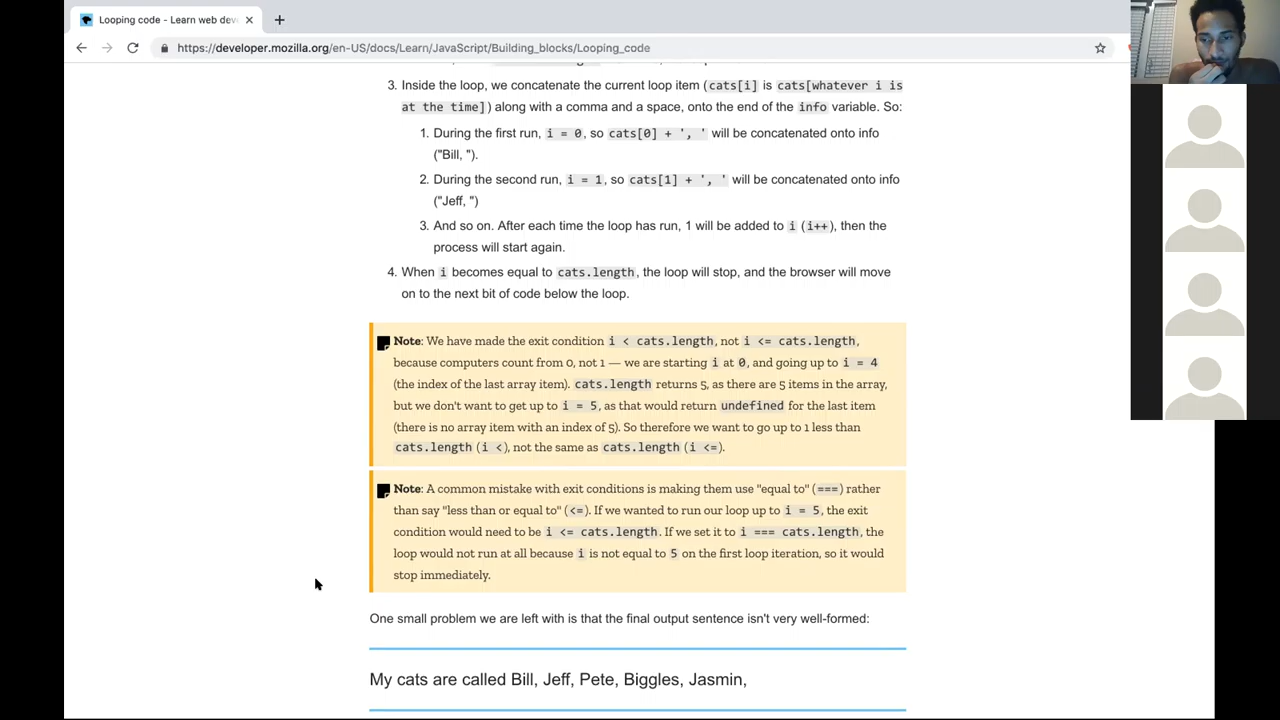 Looping code - Learn web dev
https://developer.mozilla.org/en-US/docs/Learn/JavaScript/Building_blocks/Looping_code
3. Inside the loop, we concatenate the current loop item (cats[i] is cats[whatever i is
at the time]) along with a comma and a space, onto the end of the info variable. So:
1. During the first run, i = 0, so cats[0] + ', ' will be concatenated onto info
("Bill, ").
2. During the second run, i = 1, so cats[1] + ', ' will be concatenated onto info
("Jeff, ")
3. And so on. After each time the loop has run, 1 will be added to i (i++), then the
process will start again.
4. When i becomes equal to cats.length, the loop will stop, and the browser will move
on to the next bit of code below the loop.
Note: We have made the exit condition i < cats.length, not i <= cats.length,
because computers count from 0, not 1 — we are starting i at 0, and going up to i = 4
(the index of the last array item). cats.length returns 5, as there are 5 items in the array,
but we don't want to get up to i = 5, as that would return undefined for the last item
(there is no array item with an index of 5). So therefore we want to go up to 1 less than
cats.length (i <), not the same as cats.length (i <=).
Note: A common mistake with exit conditions is making them use "equal to" (===) rather
than say "less than or equal to" (<=). If we wanted to run our loop up to i = 5, the exit
condition would need to be i <= cats.length. If we set it to i === cats.length, the
loop would not run at all because i is not equal to 5 on the first loop iteration, so it would
stop immediately.
One small problem we are left with is that the final output sentence isn't very well-formed:
My cats are called Bill, Jeff, Pete, Biggles, Jasmin,